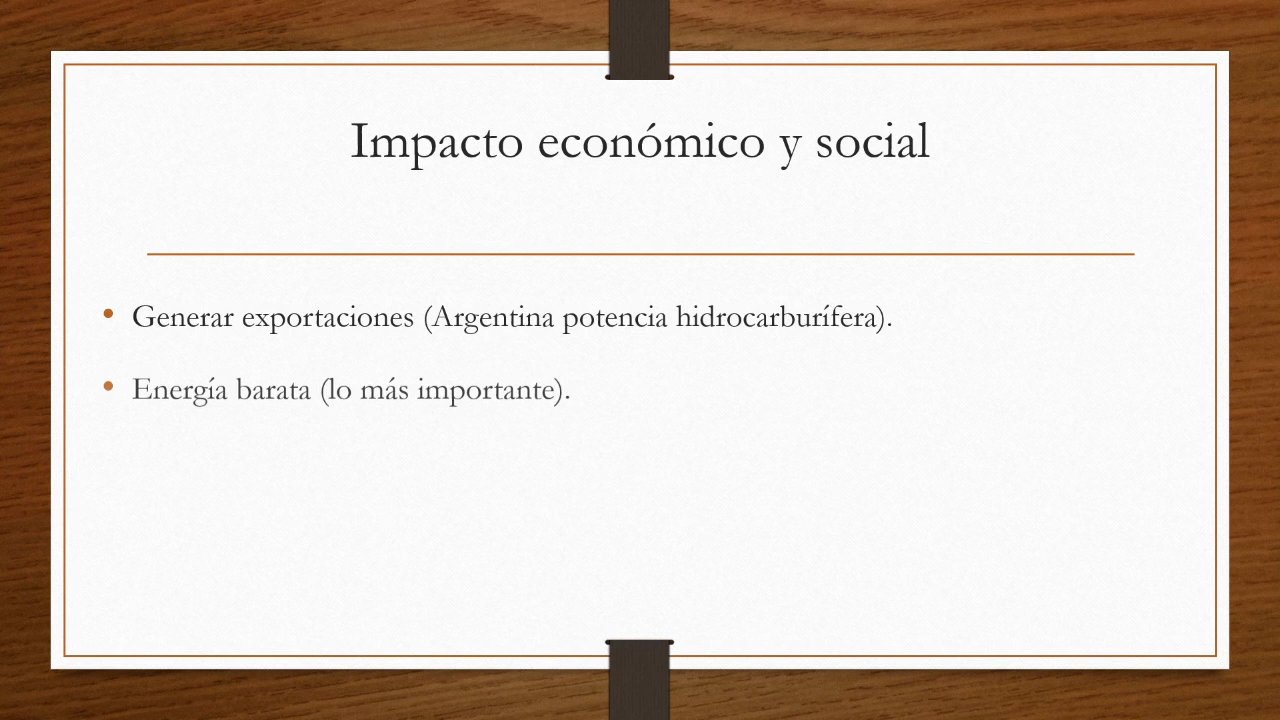 Impacto económico y social
• Generar exportaciones (Argentina potencia hidrocarburífera).
• Energía barata (lo más importante).